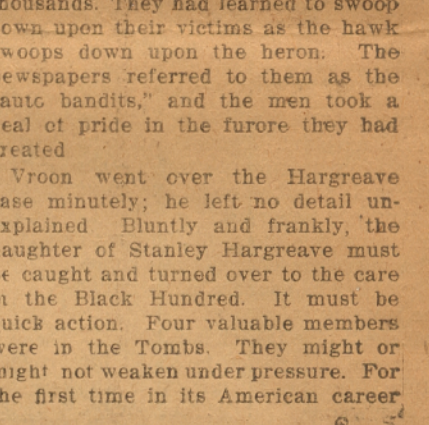 housands. They had learned to swoop
own upon their victims as the hawk
woops down upon the heron. The
ewspapers referred to them as the
auto bandits," and the men took a
eal of pride in the furore they had
reated
Vroon went over the Hargreave
ase minutely; he left no detail un-
xplained Bluntly and frankly, the
aughter of Stanley Hargreave must
e caught and turned over to the care
the Black Hundred. It must be
uick action. Four valuable members
were in the Tombs. They might or
might not weaken under pressure. For
he first time in its American career